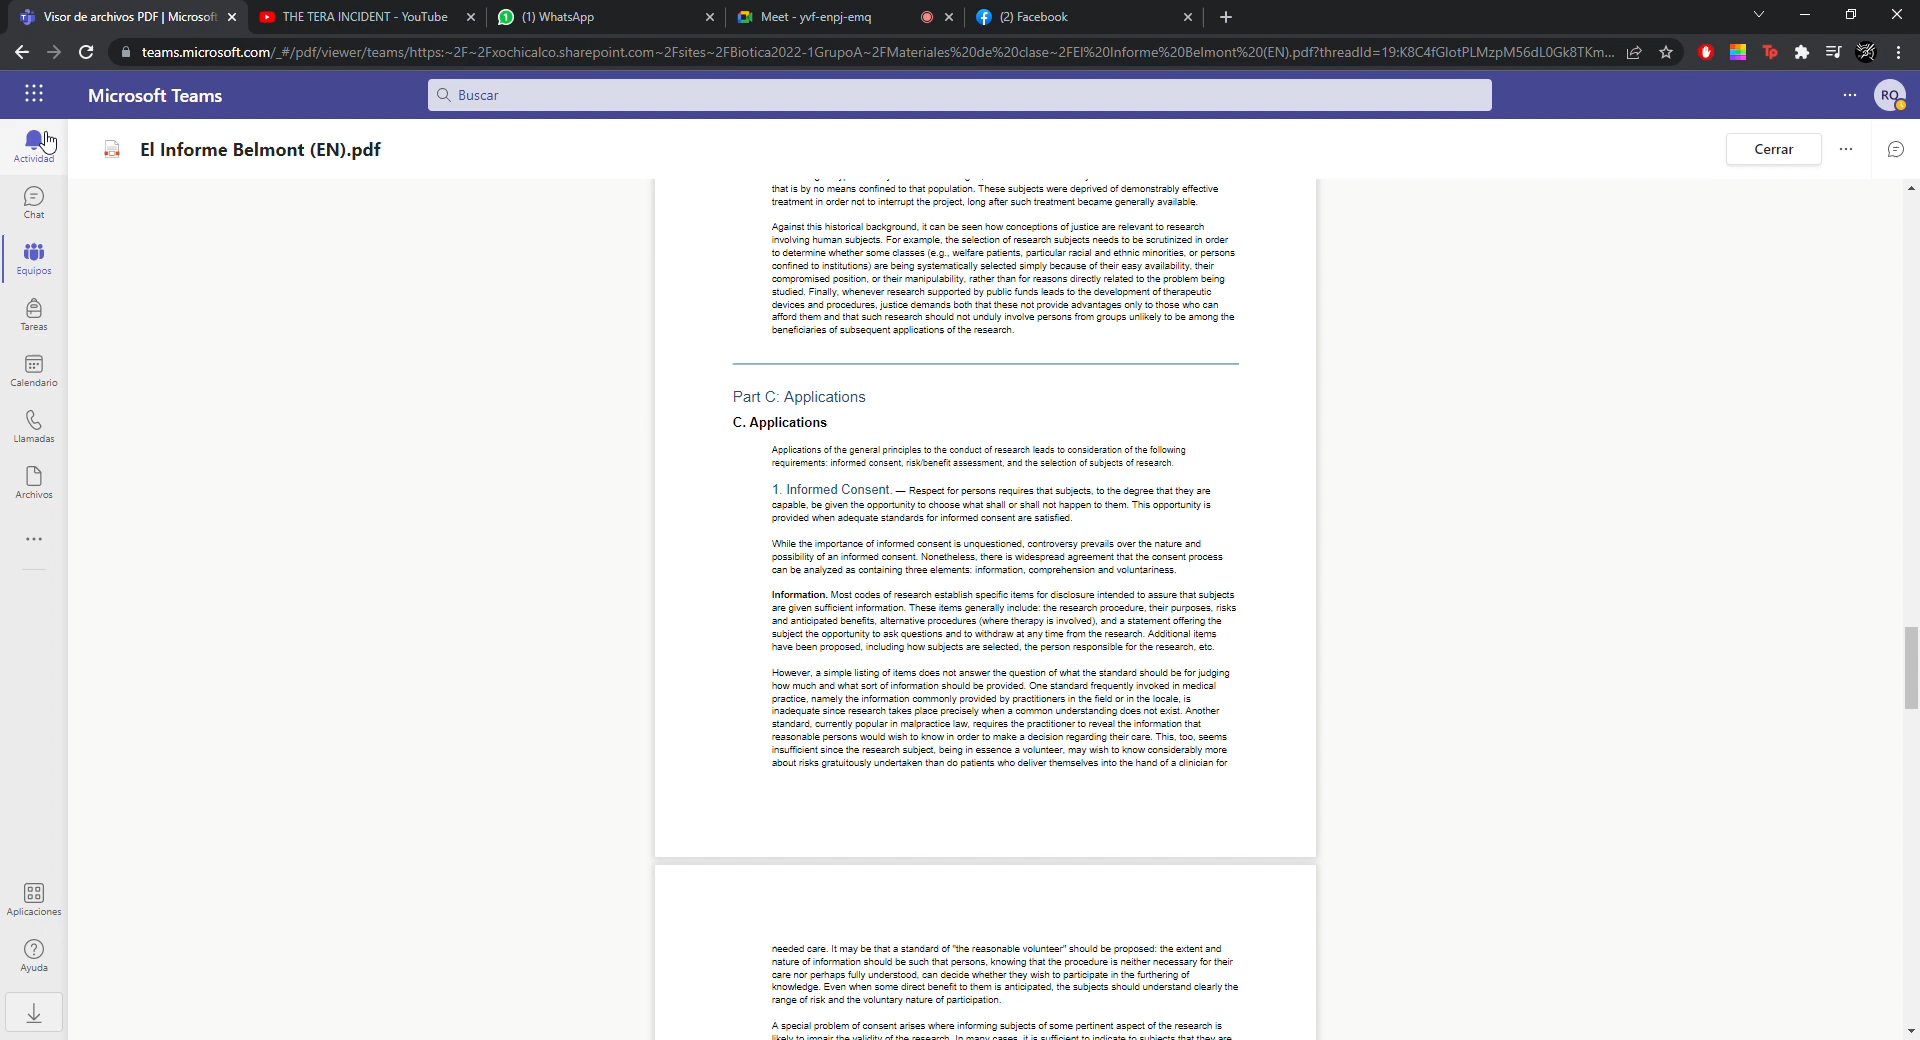 Visor de archivos PDF | Microsoft
THE TERA INCIDENT - YouTube
(1) WhatsApp
Meet - yvf-enpj-emq
(2) Facebook
teams.microsoft.com/_#/pdf/viewer/teams/https:~2F~2Fxochicalco.sharepoint.com~2Fsites~2FBiotica2022-1GrupoA~2FMateriales%20de%20clase~2FEl%20Informe%20Belmont%20(EN).pdf?threadId=19:K8C4fGlotPLMzpM56dL0Gk8TKm...
Tp
Microsoft Teams
Buscar
RO
Actividad
Chat
Equipos
Tareas
Calendario
Llamadas
Archivos
Aplicaciones
Ayuda
El Informe Belmont (EN).pdf
Cerrar
that is by no means confined to that population. These subjects were deprived of demonstrably effective
treatment in order not to interrupt the project, long after such treatment became generally available.
Against this historical background, it can be seen how conceptions of justice are relevant to research
involving human subjects. For example, the selection of research subjects needs to be scrutinized in order
to determine whether some classes (e.g., welfare patients, particular racial and ethnic minorities, or persons
confined to institutions) are being systematically selected simply because of their easy availability, their
compromised position, or their manipulability, rather than for reasons directly related to the problem being
studied. Finally, whenever research supported by public funds leads to the development of therapeutic
devices and procedures, justice demands both that these not provide advantages only to those who can
afford them and that such research should not unduly involve persons from groups unlikely to be among the
beneficiaries of subsequent applications of the research.
Part C: Applications
C. Applications
Applications of the general principles to the conduct of research leads to consideration of the following
requirements: informed consent, risk/benefit assessment, and the selection of subjects of research.
1. Informed Consent. — Respect for persons requires that subjects, to the degree that they are
capable, be given the opportunity to choose what shall or shall not happen to them. This opportunity is
provided when adequate standards for informed consent are satisfied.
While the importance of informed consent is unquestioned, controversy prevails over the nature and
possibility of an informed consent. Nonetheless, there is widespread agreement that the consent process
can be analyzed as containing three elements: information, comprehension and voluntariness.
Information. Most codes of research establish specific items for disclosure intended to assure that subjects
are given sufficient information. These items generally include: the research procedure, their purposes, risks
and anticipated benefits, alternative procedures (where therapy is involved), and a statement offering the
subject the opportunity to ask questions and to withdraw at any time from the research. Additional items
have been proposed, including how subjects are selected, the person responsible for the research, etc.
However, a simple listing of items does not answer the question of what the standard should be for judging
how much and what sort of information should be provided. One standard frequently invoked in medical
practice, namely the information commonly provided by practitioners in the field or in the locale, is
inadequate since research takes place precisely when a common understanding does not exist. Another
standard, currently popular in malpractice law, requires the practitioner to reveal the information that
reasonable persons would wish to know in order to make a decision regarding their care. This, too, seems
insufficient since the research subject, being in essence a volunteer, may wish to know considerably more
about risks gratuitously undertaken than do patients who deliver themselves into the hand of a clinician for
needed care. It may be that a standard of "the reasonable volunteer" should be proposed: the extent and
nature of information should be such that persons, knowing that the procedure is neither necessary for their
care nor perhaps fully understood, can decide whether they wish to participate in the furthering of
knowledge. Even when some direct benefit to them is anticipated, the subjects should understand clearly the
range of risk and the voluntary nature of participation.
A special problem of consent arises where informing subjects of some pertinent aspect of the research is
likely to impair the validity of the research. In many cases, it is sufficient to indicate to subjects that they are